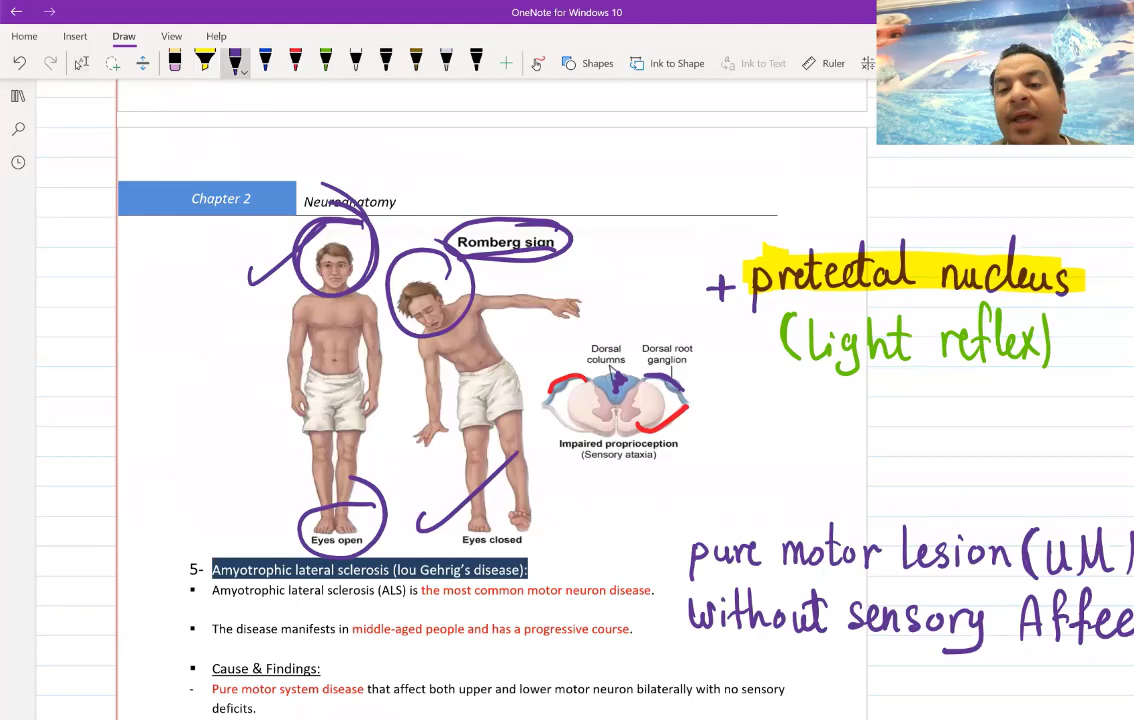 OneNote for Windows 10
Home Insert Draw View Help
Shapes Ink to Shape Ink to Text Ruler
Chapter 2 Neuroanatomy
Romberg sign
+ pretectal nucleus
(light reflex)
Dorsal columns
Dorsal root ganglion
Impaired proprioception
(Sensory ataxia)
Eyes open
Eyes closed
pure motor lesion (UM)
without sensory Affec
5- Amyotrophic lateral sclerosis (lou Gehrig's disease):
▪ Amyotrophic lateral sclerosis (ALS) is the most common motor neuron disease.
▪ The disease manifests in middle-aged people and has a progressive course.
▪ Cause & Findings:
- Pure motor system disease that affect both upper and lower motor neuron bilaterally with no sensory
deficits.